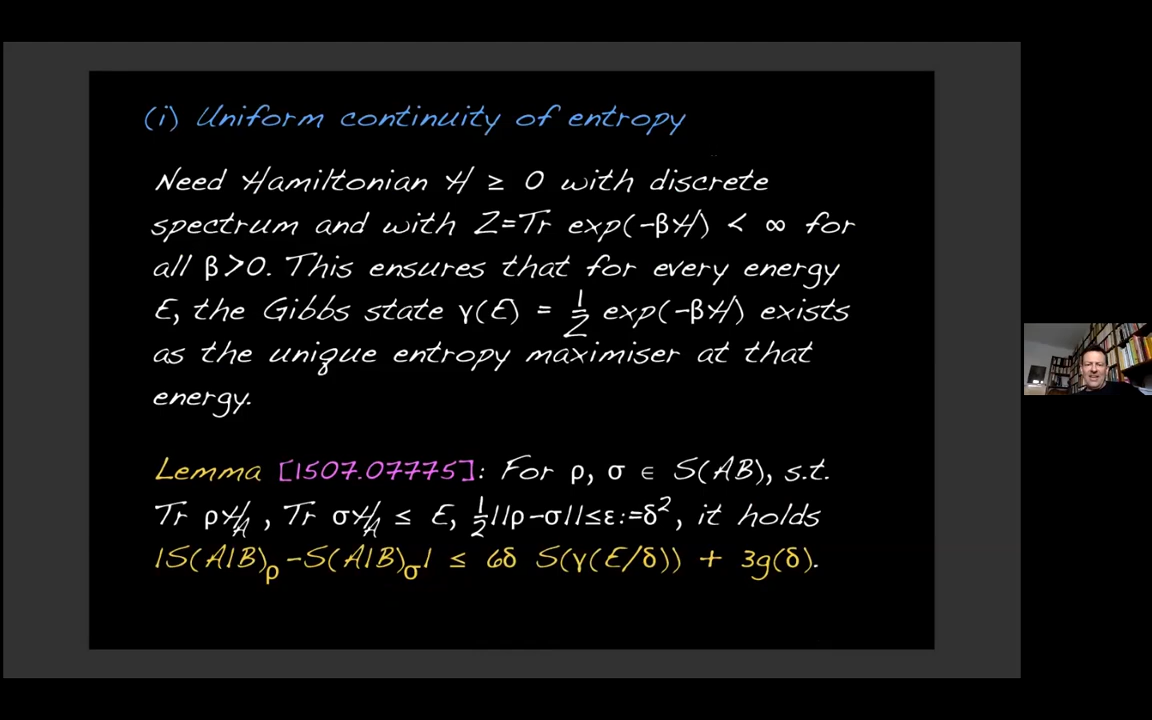 (i) Uniform continuity of entropy
Need Hamiltonian H ≥ 0 with discrete
spectrum and with Z=Tr exp(-βH) < ∞ for
all β>0. This ensures that for every energy
E, the Gibbs state γ(E) = 1/Z exp(-βH) exists
as the unique entropy maximiser at that
energy.
Lemma [1507.07775]: For ρ, σ ∈ S(AB), s.t.
Tr ρH_A, Tr σH_A ≤ E, ½||ρ-σ||≤ε:=δ², it holds
|S(A|B)_ρ-S(A|B)_σ| ≤ 6δ S(γ(E/δ)) + 3g(δ).